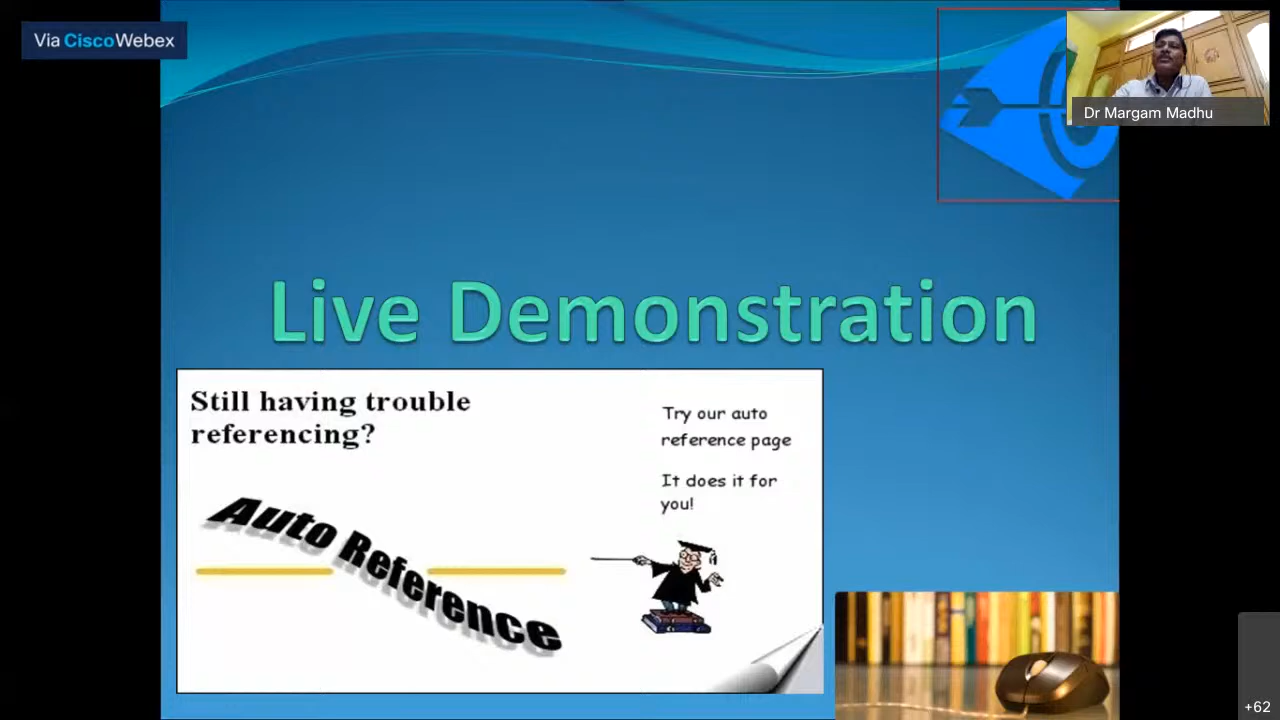 Via CiscoWebex
Dr Margam Madhu
Live Demonstration
Still having trouble
referencing?
Try our auto
reference page
It does it for
you!
Auto Reference
+62